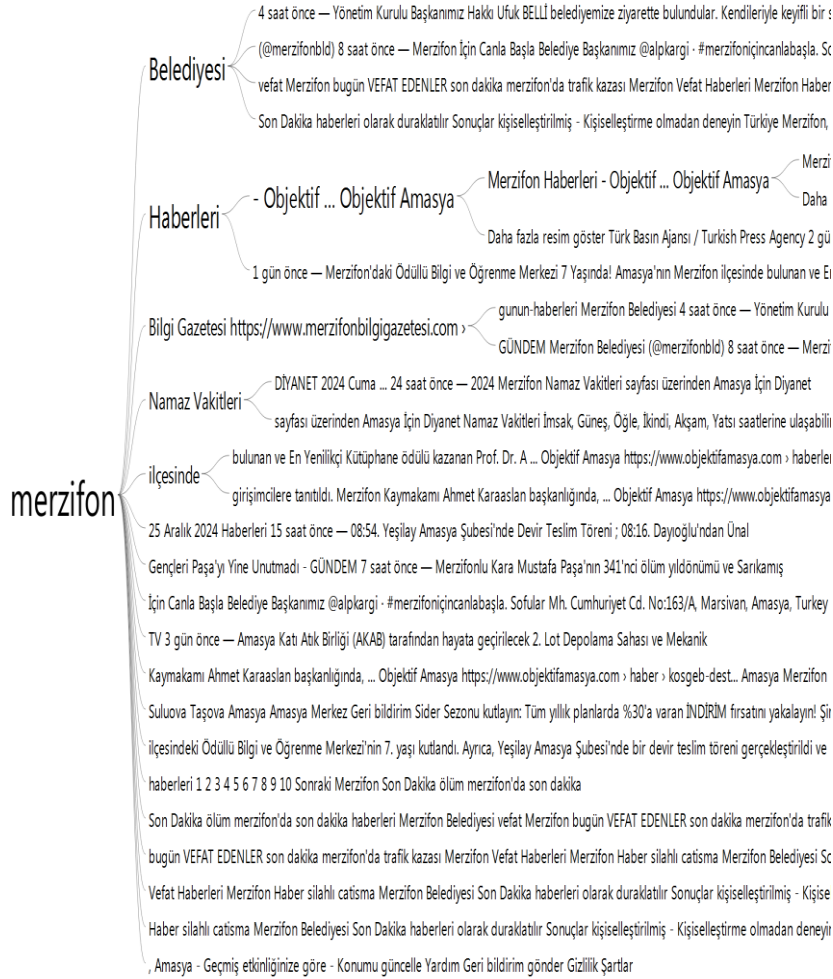 4 saat önce — Yönetim Kurulu Başkanımız Hakkı Ufuk BELLİ belediyemize ziyarette bulundular. Kendileriyle keyifli bir s
(@merzifonbld) 8 saat önce — Merzifon İçin Canla Başla Belediye Başkanımız @alpkargi · #merzifoniçincanlabaşla. So
Belediyesi
vefat Merzifon bugün VEFAT EDENLER son dakika merzifon'da trafik kazası Merzifon Vefat Haberleri Merzifon Haber
Son Dakika haberleri olarak duraklatılır Sonuçlar kişiselleştirilmiş - Kişiselleştirme olmadan deneyin Türkiye Merzifon,
Merzif
Merzifon Haberleri - Objektif ... Objektif Amasya
- Objektif ... Objektif Amasya
Daha
Haberleri
Daha fazla resim göster Türk Basın Ajansı / Turkish Press Agency 2 gü
1 gün önce — Merzifon'daki Ödüllü Bilgi ve Öğrenme Merkezi 7 Yaşında! Amasya'nın Merzifon ilçesinde bulunan ve En
gunun-haberleri Merzifon Belediyesi 4 saat önce — Yönetim Kurulu
Bilgi Gazetesi https://www.merzifonbilgigazetesi.com ›
GÜNDEM Merzifon Belediyesi (@merzifonbld) 8 saat önce — Merzif
DİYANET 2024 Cuma ... 24 saat önce — 2024 Merzifon Namaz Vakitleri sayfası üzerinden Amasya İçin Diyanet
Namaz Vakitleri
sayfası üzerinden Amasya İçin Diyanet Namaz Vakitleri İmsak, Güneş, Öğle, İkindi, Akşam, Yatsı saatlerine ulaşabilir
bulunan ve En Yenilikçi Kütüphane ödülü kazanan Prof. Dr. A ... Objektif Amasya https://www.objektifamasya.com › haberler
ilçesinde
girişimcilere tanıtıldı. Merzifon Kaymakamı Ahmet Karaaslan başkanlığında, ... Objektif Amasya https://www.objektifamasya
merzifon
25 Aralık 2024 Haberleri 15 saat önce — 08:54. Yeşilay Amasya Şubesi'nde Devir Teslim Töreni ; 08:16. Dayıoğlu'ndan Ünal
Gençleri Paşa'yı Yine Unutmadı - GÜNDEM 7 saat önce — Merzifonlu Kara Mustafa Paşa'nın 341'nci ölüm yıldönümü ve Sarıkamış
İçin Canla Başla Belediye Başkanımız @alpkargi · #merzifoniçincanlabaşla. Sofular Mh. Cumhuriyet Cd. No:163/A, Marsivan, Amasya, Turkey
TV 3 gün önce — Amasya Katı Atık Birliği (AKAB) tarafından hayata geçirilecek 2. Lot Depolama Sahası ve Mekanik
Kaymakamı Ahmet Karaaslan başkanlığında, ... Objektif Amasya https://www.objektifamasya.com › haber › kosgeb-dest... Amasya Merzifon
Suluova Taşova Amasya Amasya Merkez Geri bildirim Sider Sezonu kutlayın: Tüm yıllık planlarda %30'a varan İNDİRİM fırsatını yakalayın! Şir
ilçesindeki Ödüllü Bilgi ve Öğrenme Merkezi'nin 7. yaşı kutlandı. Ayrıca, Yeşilay Amasya Şubesi'nde bir devir teslim töreni gerçekleştirildi ve
haberleri 1 2 3 4 5 6 7 8 9 10 Sonraki Merzifon Son Dakika ölüm merzifon'da son dakika
Son Dakika ölüm merzifon'da son dakika haberleri Merzifon Belediyesi vefat Merzifon bugün VEFAT EDENLER son dakika merzifon'da trafik
bugün VEFAT EDENLER son dakika merzifon'da trafik kazası Merzifon Vefat Haberleri Merzifon Haber silahlı catisma Merzifon Belediyesi So
Vefat Haberleri Merzifon Haber silahlı catisma Merzifon Belediyesi Son Dakika haberleri olarak duraklatılır Sonuçlar kişiselleştirilmiş - Kişise
Haber silahlı catisma Merzifon Belediyesi Son Dakika haberleri olarak duraklatılır Sonuçlar kişiselleştirilmiş - Kişiselleştirme olmadan deneyin
, Amasya - Geçmiş etkinliğinize göre - Konumu güncelle Yardım Geri bildirim gönder Gizlilik Şartlar